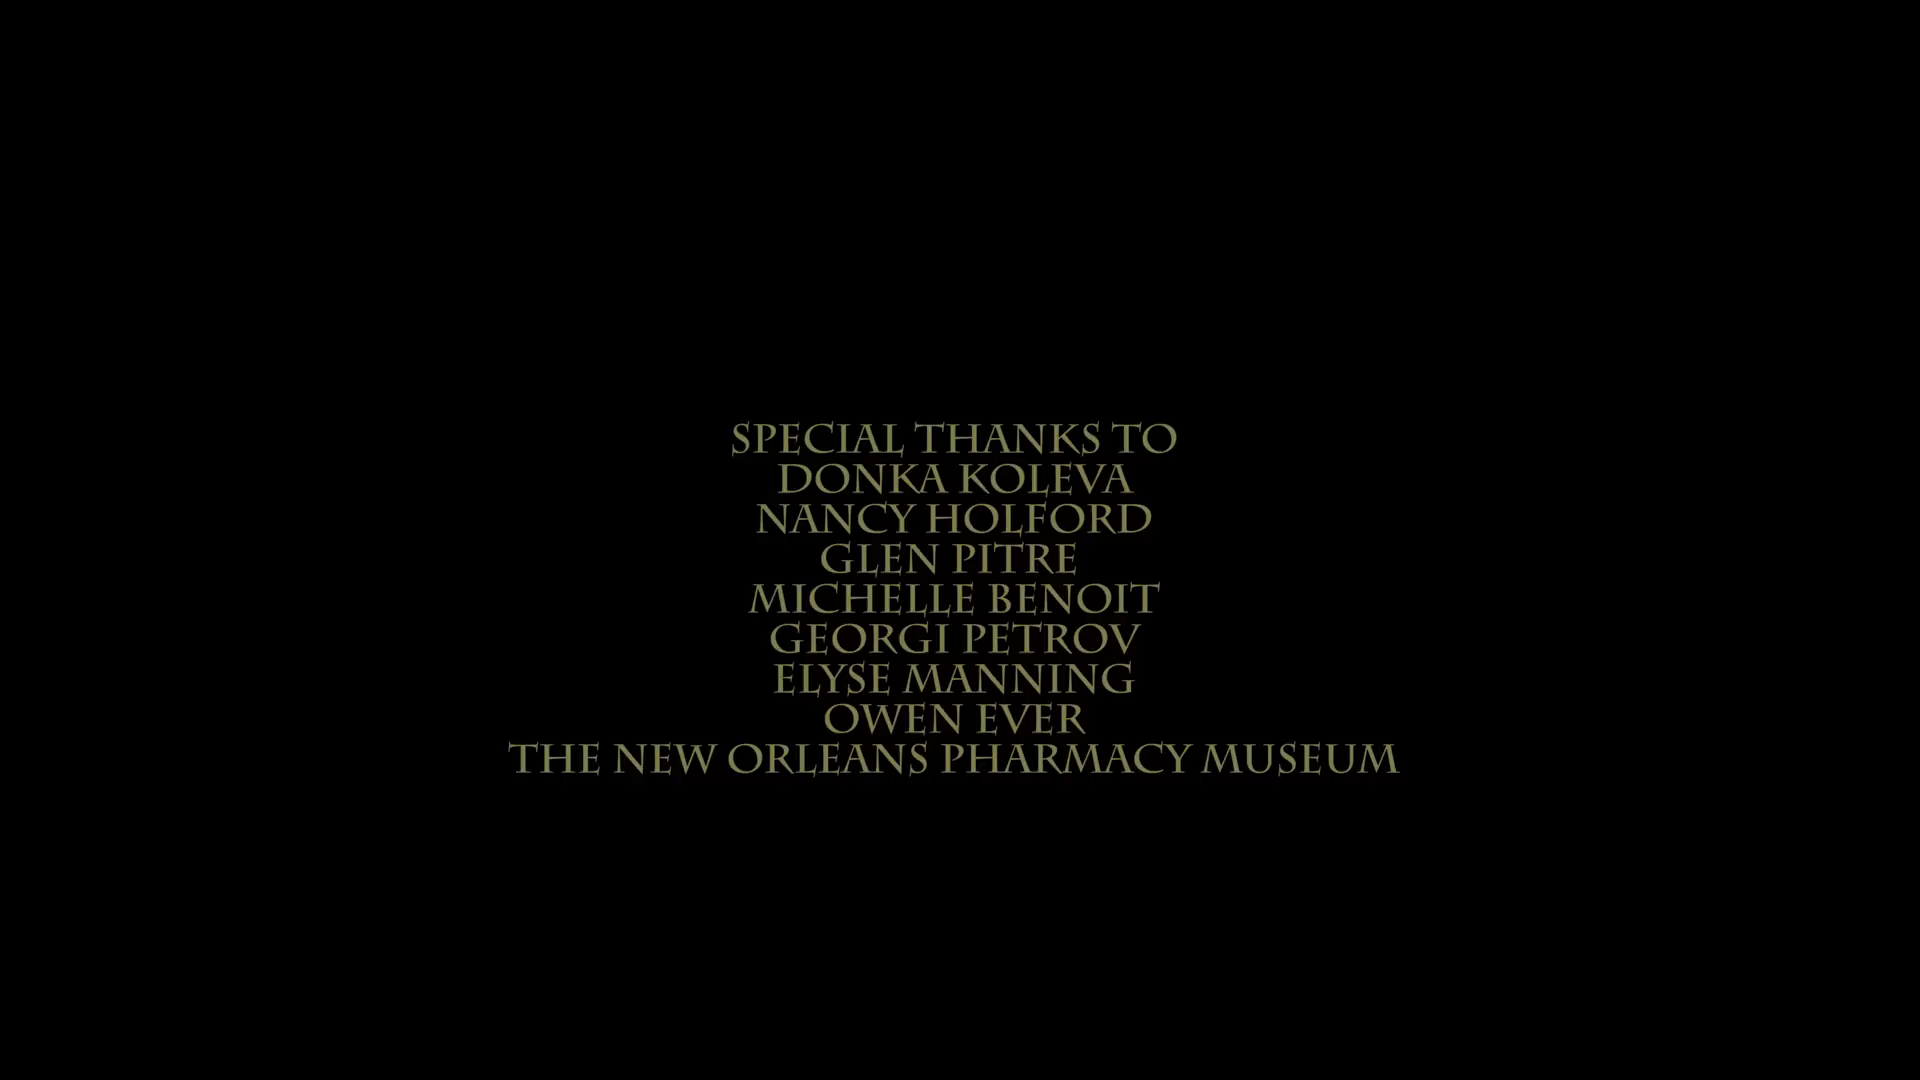 SPECIAL THANKS TO
DONKA KOLEVA
NANCY HOLFORD
GLEN PITRE
MICHELLE BENOIT
GEORGI PETROV
ELYSE MANNING
OWEN EVER
THE NEW ORLEANS PHARMACY MUSEUM